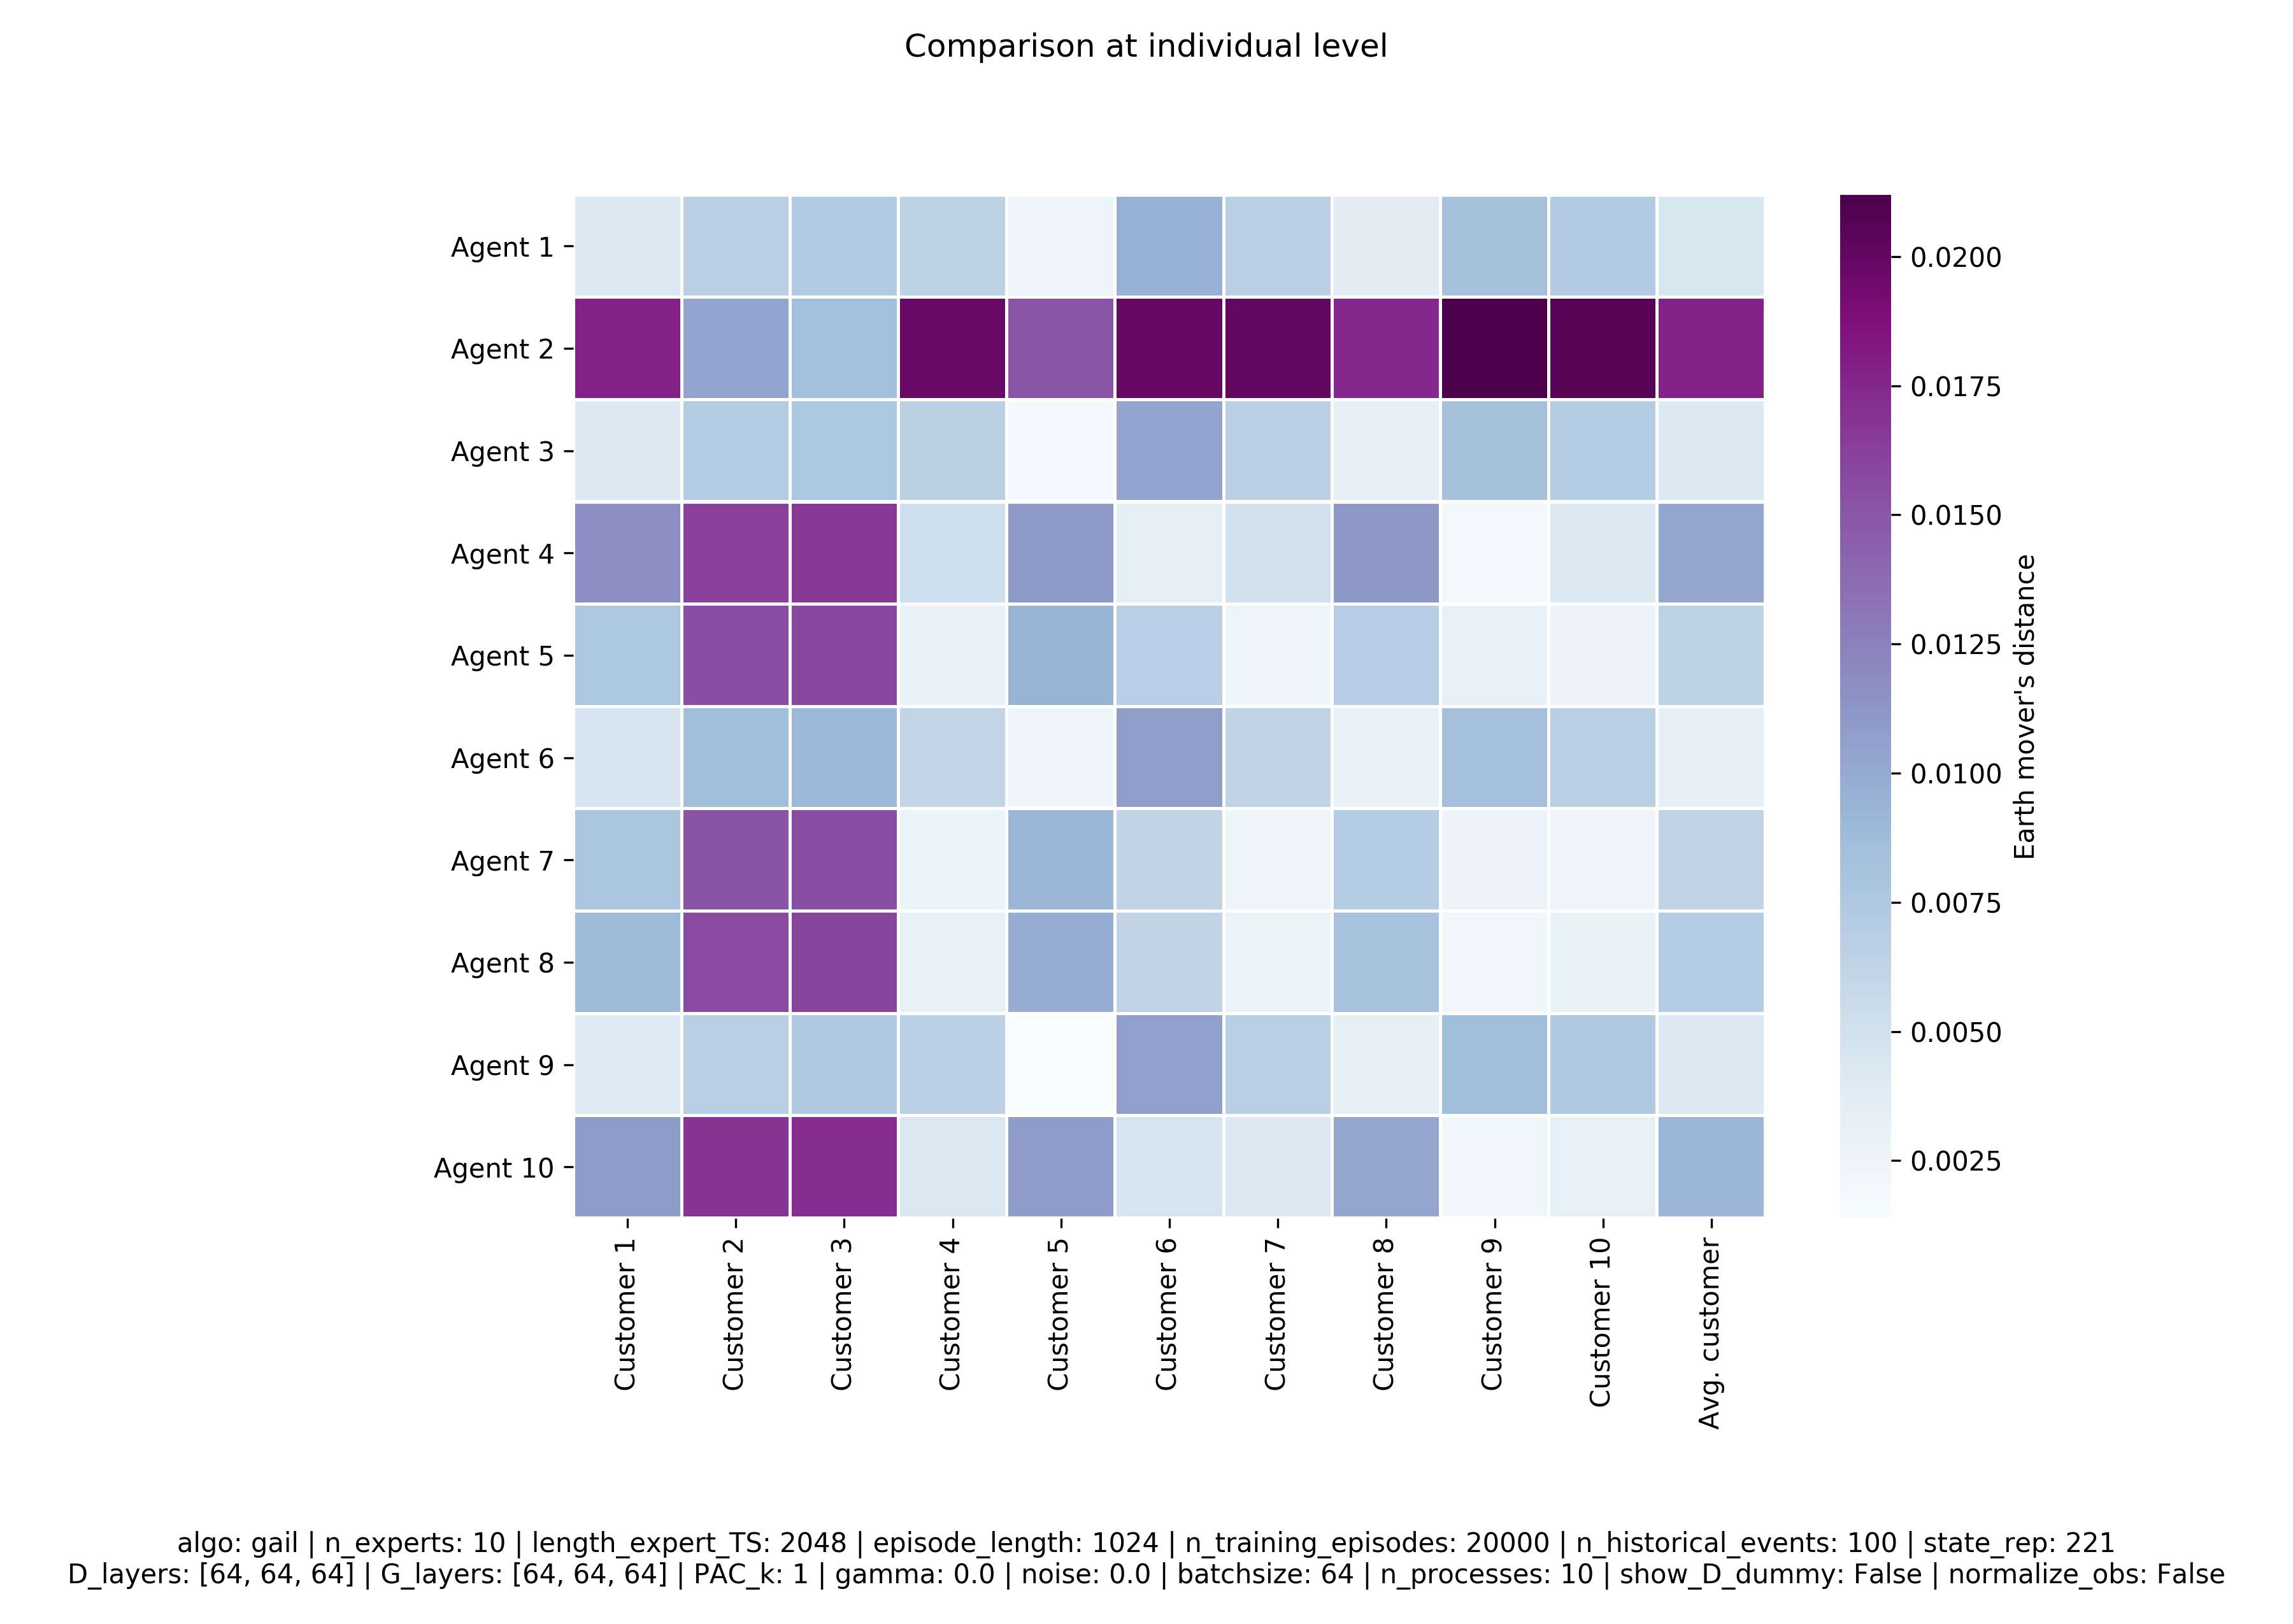 Comparison at individual level
Agent 1
Agent 2
Agent 3
Agent 4
Agent 5
Agent 6
Agent 7
Agent 8
Agent 9
Agent 10
Customer 1
Customer 2
Customer 3
Customer 4
Customer 5
Customer 6
Customer 7
Customer 8
Customer 9
Customer 10
Avg. customer
0.0200
0.0175
0.0150
0.0125
0.0100
0.0075
0.0050
0.0025
Earth mover's distance
algo: gail | n_experts: 10 | length_expert_TS: 2048 | episode_length: 1024 | n_training_episodes: 20000 | n_historical_events: 100 | state_rep: 221
D_layers: [64, 64, 64] | G_layers: [64, 64, 64] | PAC_k: 1 | gamma: 0.0 | noise: 0.0 | batchsize: 64 | n_processes: 10 | show_D_dummy: False | normalize_obs: False